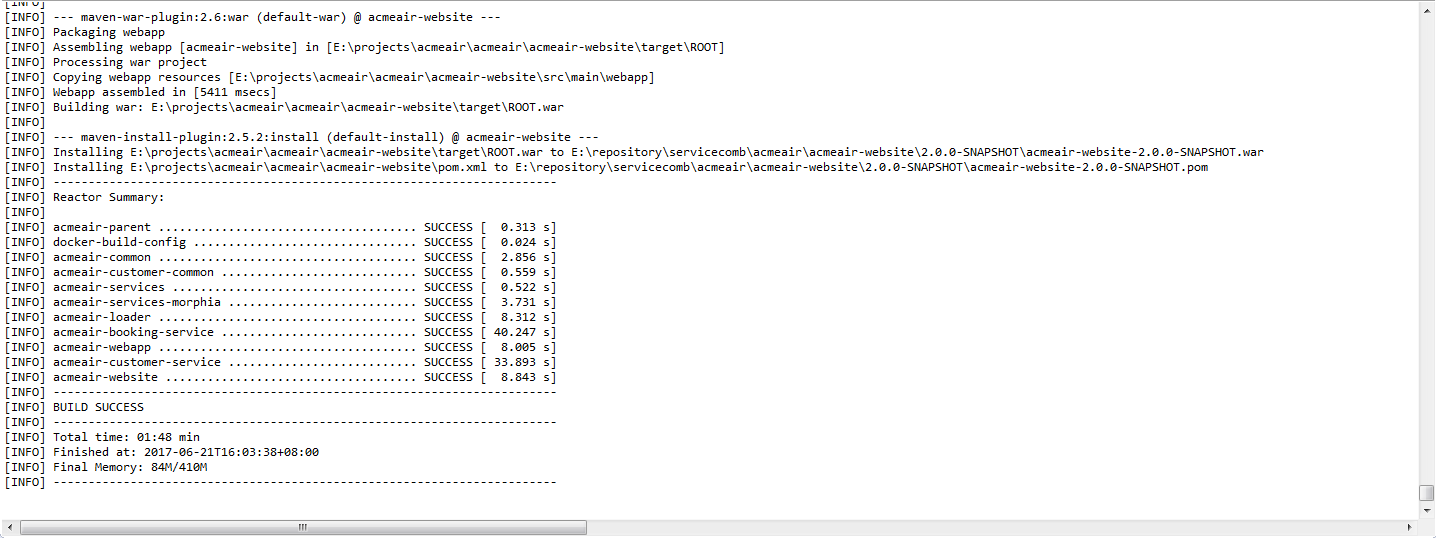 [INFO]
[INFO] --- maven-war-plugin:2.6:war (default-war) @ acmeair-website ---
[INFO] Packaging webapp
[INFO] Assembling webapp [acmeair-website] in [E:\projects\acmeair\acmeair\acmeair-website\target\ROOT]
[INFO] Processing war project
[INFO] Copying webapp resources [E:\projects\acmeair\acmeair\acmeair-website\src\main\webapp]
[INFO] Webapp assembled in [5411 msecs]
[INFO] Building war: E:\projects\acmeair\acmeair\acmeair-website\target\ROOT.war
[INFO]
[INFO] --- maven-install-plugin:2.5.2:install (default-install) @ acmeair-website ---
[INFO] Installing E:\projects\acmeair\acmeair\acmeair-website\target\ROOT.war to E:\repository\servicecomb\acmeair\acmeair-website\2.0.0-SNAPSHOT\acmeair-website-2.0.0-SNAPSHOT.war
[INFO] Installing E:\projects\acmeair\acmeair\acmeair-website\pom.xml to E:\repository\servicecomb\acmeair\acmeair-website\2.0.0-SNAPSHOT\acmeair-website-2.0.0-SNAPSHOT.pom
[INFO] ------------------------------------------------------------------------
[INFO] Reactor Summary:
[INFO]
[INFO] acmeair-parent ..................................... SUCCESS [  0.313 s]
[INFO] docker-build-config ................................ SUCCESS [  0.024 s]
[INFO] acmeair-common ..................................... SUCCESS [  2.856 s]
[INFO] acmeair-customer-common ............................ SUCCESS [  0.559 s]
[INFO] acmeair-services ................................... SUCCESS [  0.522 s]
[INFO] acmeair-services-morphia ........................... SUCCESS [  3.731 s]
[INFO] acmeair-loader ..................................... SUCCESS [  8.312 s]
[INFO] acmeair-booking-service ............................ SUCCESS [ 40.247 s]
[INFO] acmeair-webapp ..................................... SUCCESS [  8.005 s]
[INFO] acmeair-customer-service ........................... SUCCESS [ 33.893 s]
[INFO] acmeair-website .................................... SUCCESS [  8.843 s]
[INFO] ------------------------------------------------------------------------
[INFO] BUILD SUCCESS
[INFO] ------------------------------------------------------------------------
[INFO] Total time: 01:48 min
[INFO] Finished at: 2017-06-21T16:03:38+08:00
[INFO] Final Memory: 84M/410M
[INFO] ------------------------------------------------------------------------